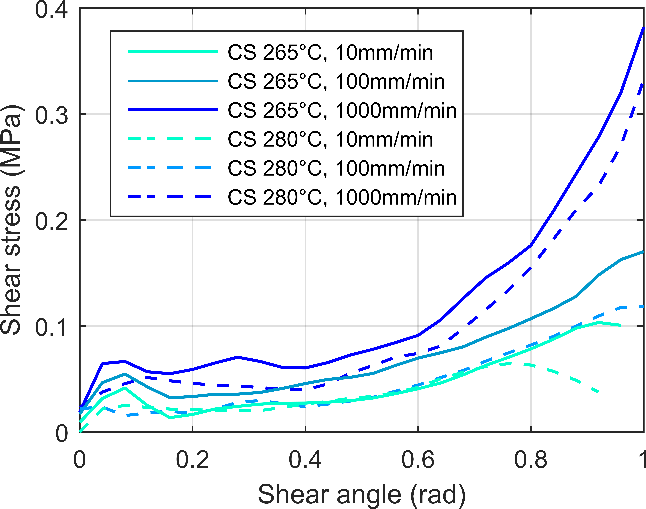 0.4
0.3
0.2
0.1
0
Shear stress (MPa)
CS 265°C, 10mm/min
CS 265°C, 100mm/min
CS 265°C, 1000mm/min
CS 280°C, 10mm/min
CS 280°C, 100mm/min
CS 280°C, 1000mm/min
0 0.2 0.4 0.6 0.8 1
Shear angle (rad)